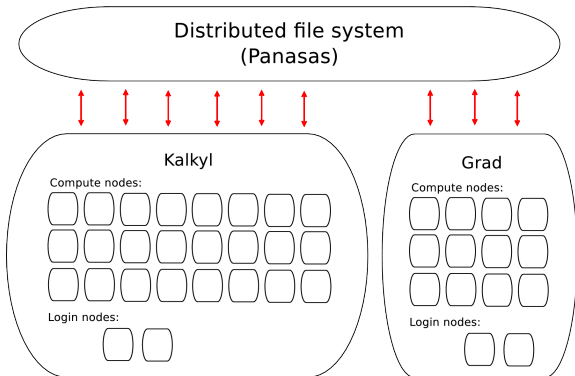 Distributed file system
(Panasas)
Kalkyl
Compute nodes:
Login nodes:
Grad
Compute nodes:
Login nodes: